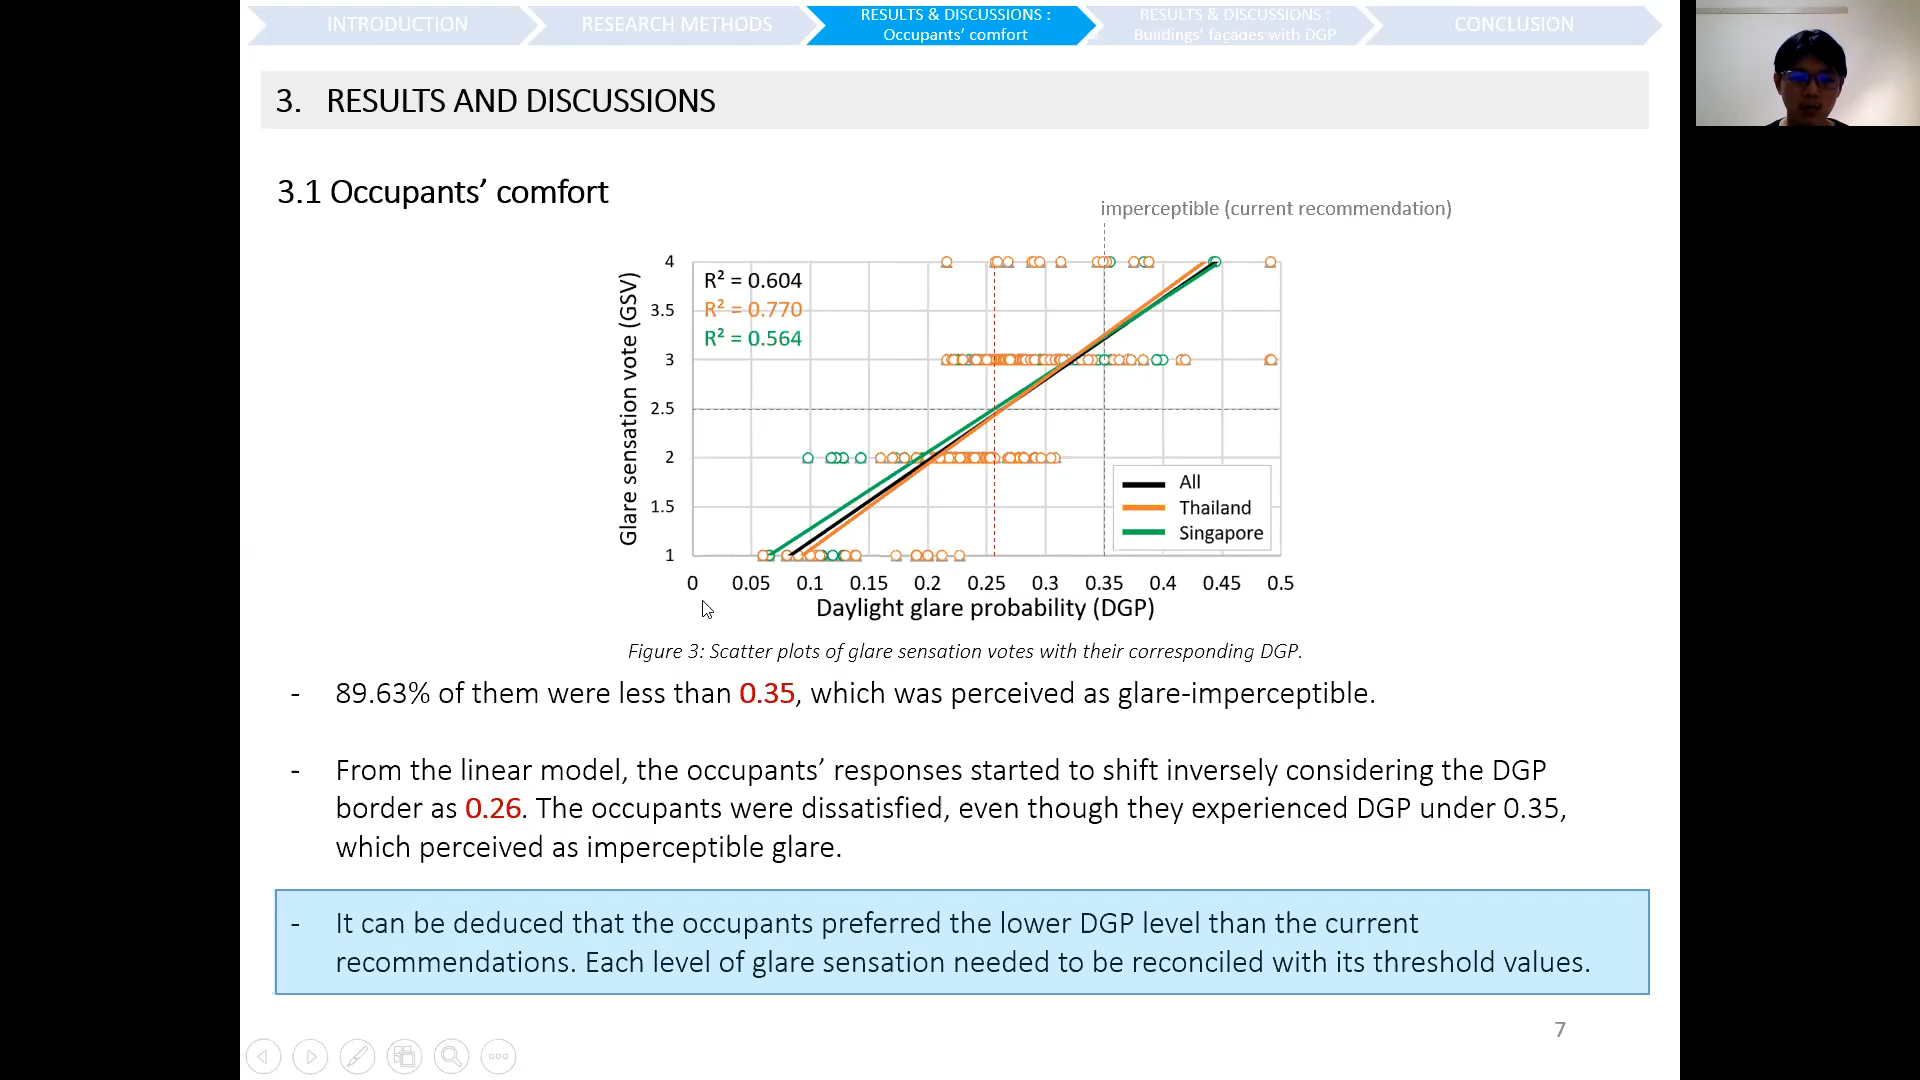 INTRODUCTION
RESEARCH METHODS
RESULTS & DISCUSSIONS :
Occupants' comfort
RESULTS & DISCUSSIONS :
Buildings' façades with DGP
CONCLUSION
3. RESULTS AND DISCUSSIONS
3.1 Occupants' comfort
imperceptible (current recommendation)
Glare sensation vote (GSV)
4
3.5
3
2.5
2
1.5
1
R² = 0.604
R² = 0.770
R² = 0.564
All
Thailand
Singapore
0 0.05 0.1 0.15 0.2 0.25 0.3 0.35 0.4 0.45 0.5
Daylight glare probability (DGP)
Figure 3: Scatter plots of glare sensation votes with their corresponding DGP.
- 89.63% of them were less than 0.35, which was perceived as glare-imperceptible.
- From the linear model, the occupants' responses started to shift inversely considering the DGP
border as 0.26. The occupants were dissatisfied, even though they experienced DGP under 0.35,
which perceived as imperceptible glare.
- It can be deduced that the occupants preferred the lower DGP level than the current
recommendations. Each level of glare sensation needed to be reconciled with its threshold values.
7